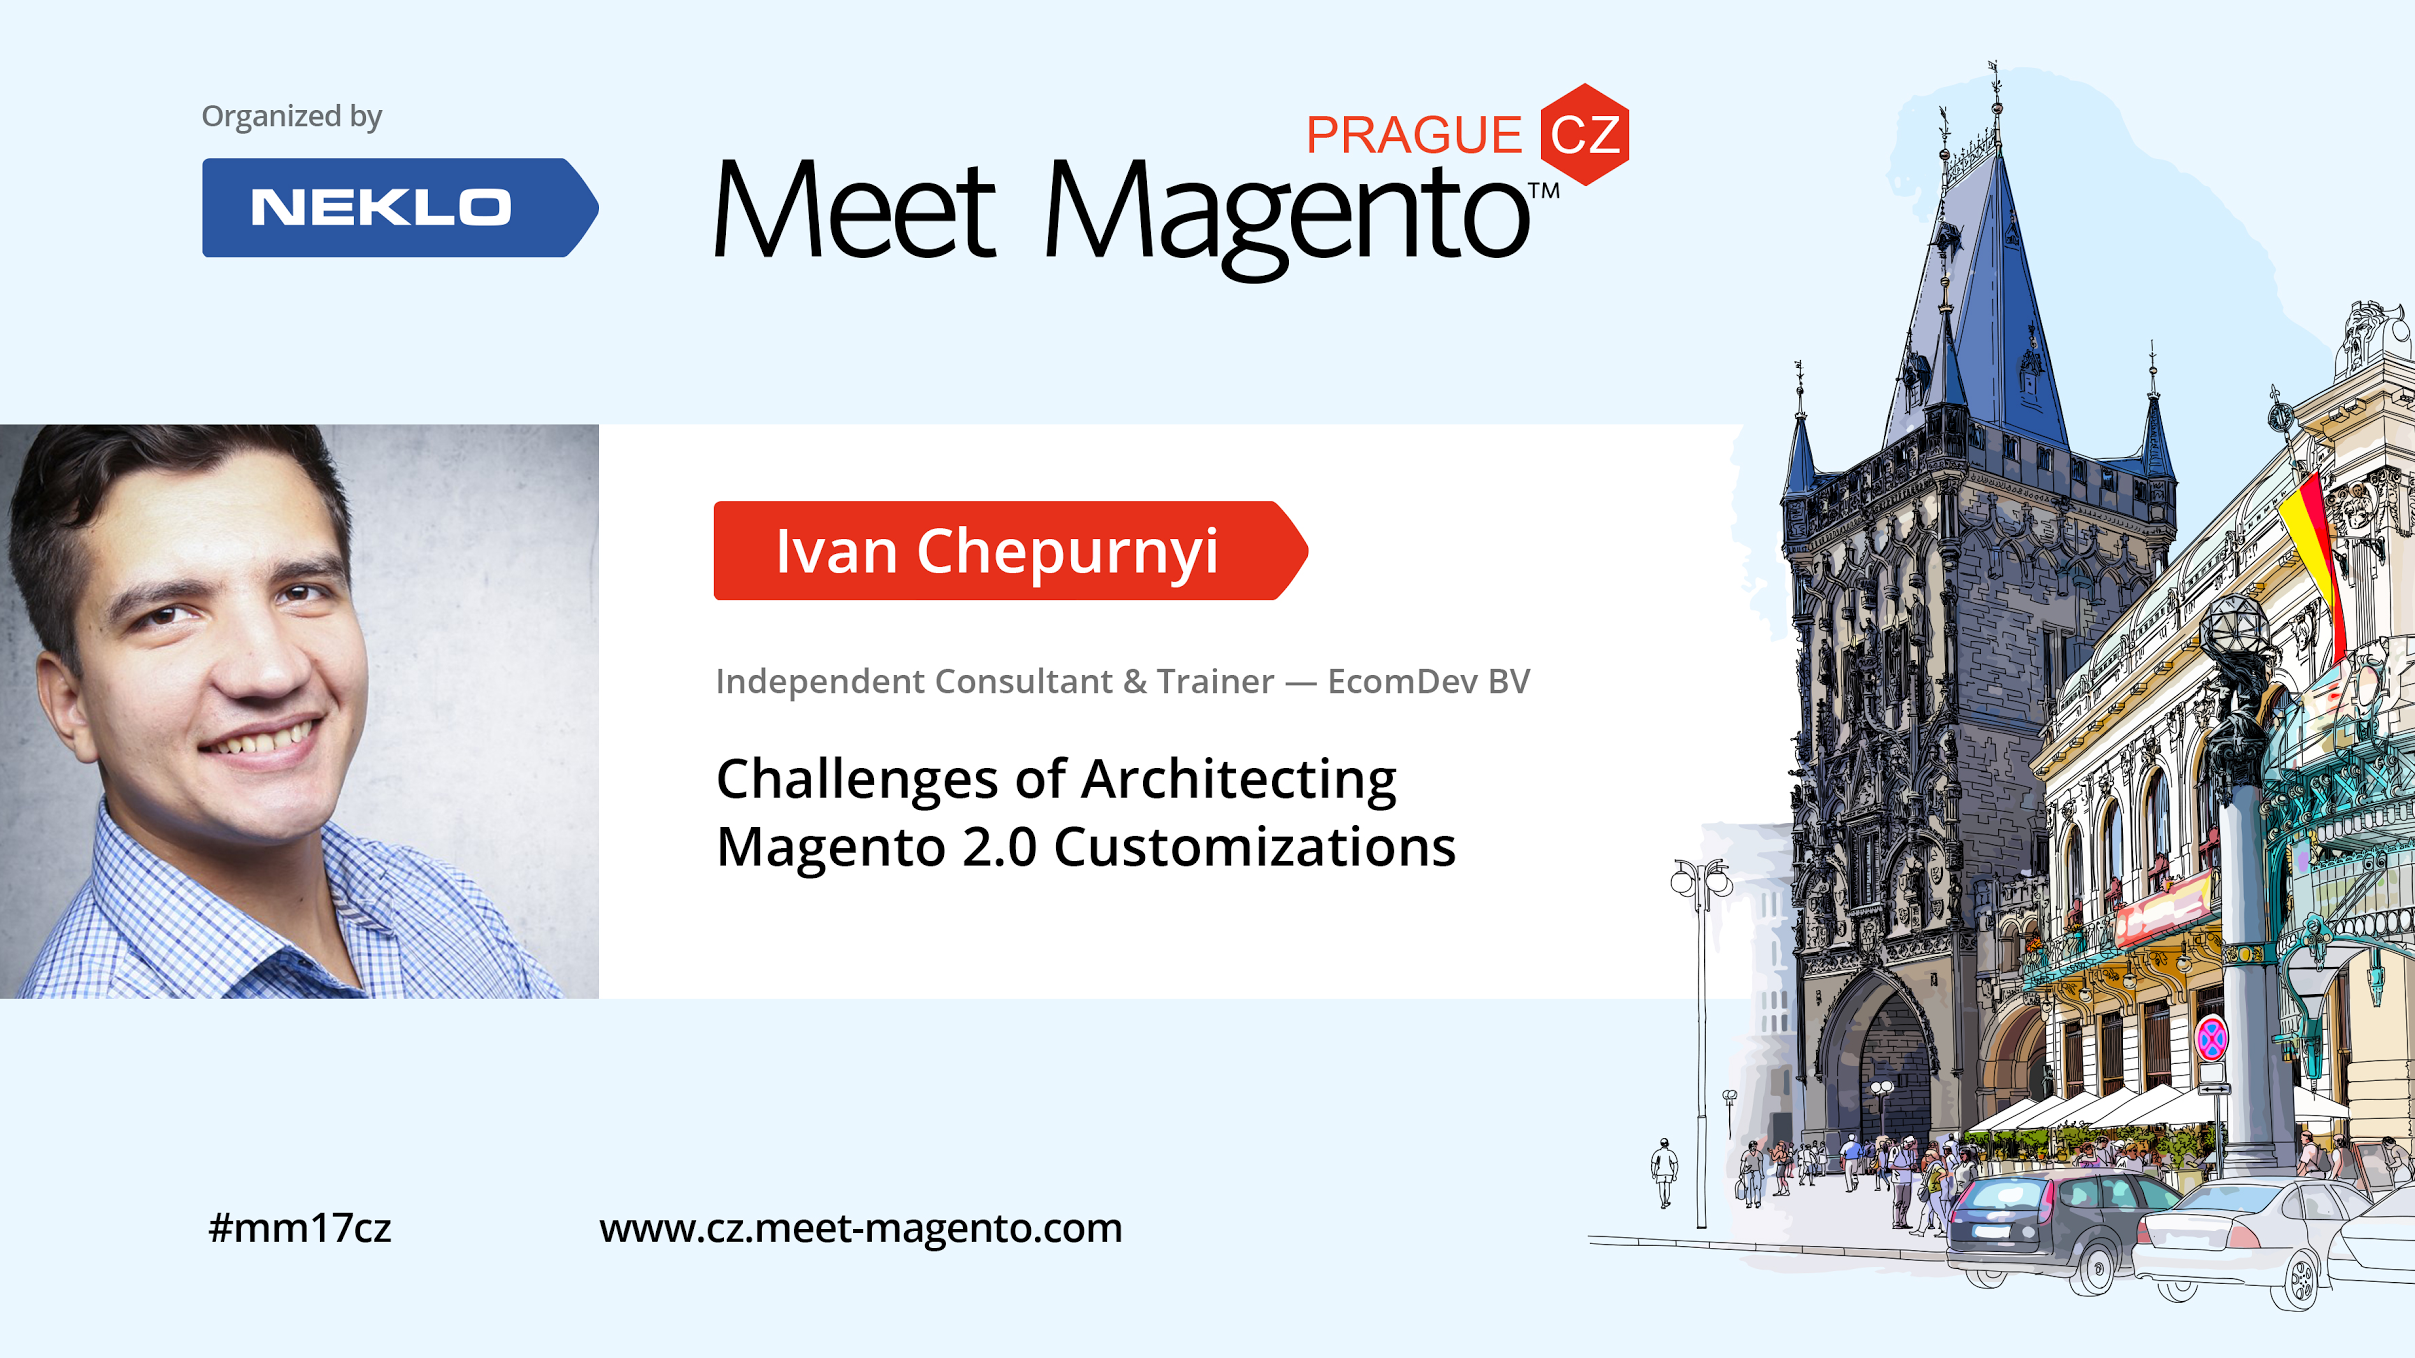 Organized by
NEKLO
PRAGUE CZ
Meet Magento™
Ivan Chepurnyi
Independent Consultant & Trainer — EcomDev BV
Challenges of Architecting
Magento 2.0 Customizations
#mm17cz
www.cz.meet-magento.com